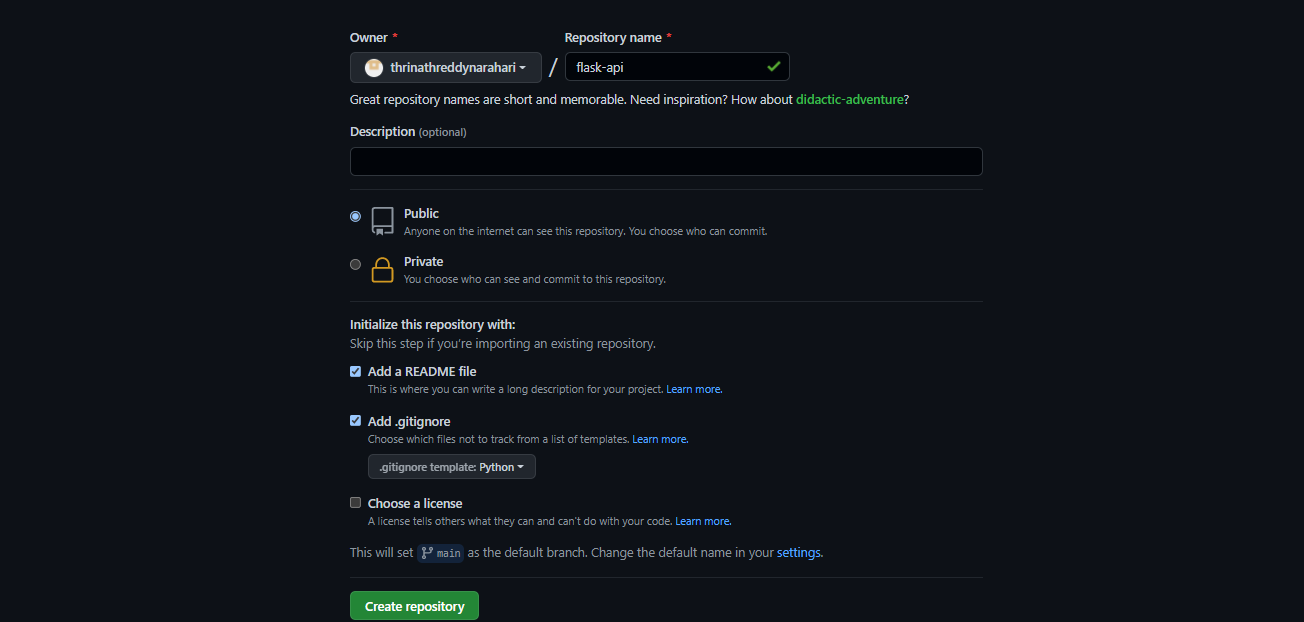 Owner * Repository name *
thrinathreddynarahari / flask-api
Great repository names are short and memorable. Need inspiration? How about didactic-adventure?
Description (optional)
Public
Anyone on the internet can see this repository. You choose who can commit.
Private
You choose who can see and commit to this repository.
Initialize this repository with:
Skip this step if you're importing an existing repository.
Add a README file
This is where you can write a long description for your project. Learn more.
Add .gitignore
Choose which files not to track from a list of templates. Learn more.
.gitignore template: Python
Choose a license
A license tells others what they can and can't do with your code. Learn more.
This will set main as the default branch. Change the default name in your settings.
Create repository